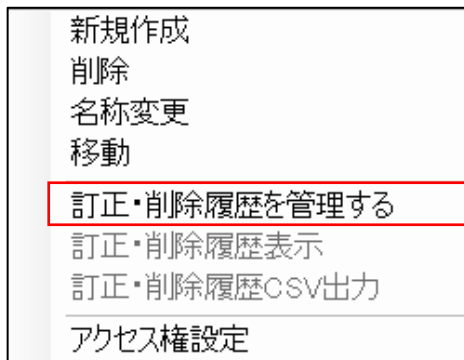 新規作成
削除
名称変更
移動
訂正・削除履歴を管理する
訂正・削除履歴表示
訂正・削除履歴CSV出力
アクセス権設定